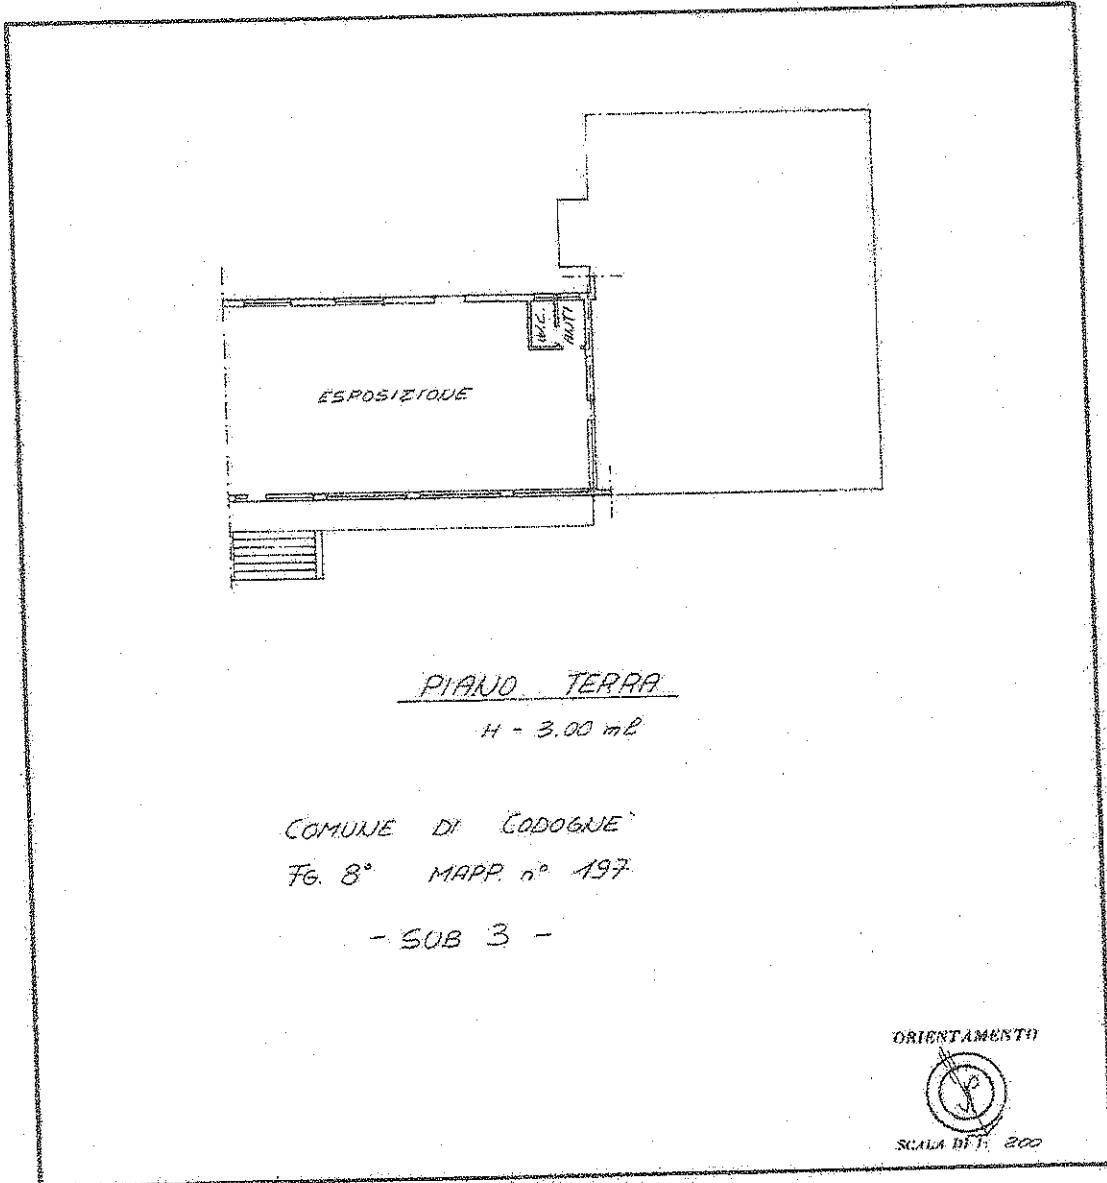 W.C.
ANTI
ESPOSIZIONE
PIANO TERRA
H - 3.00 ml
COMUNE DI CODOGNE'
FG. 8° MAPP. n° 197
- SUB 3 -
ORIENTAMENTO
SCALA DI 1: 200